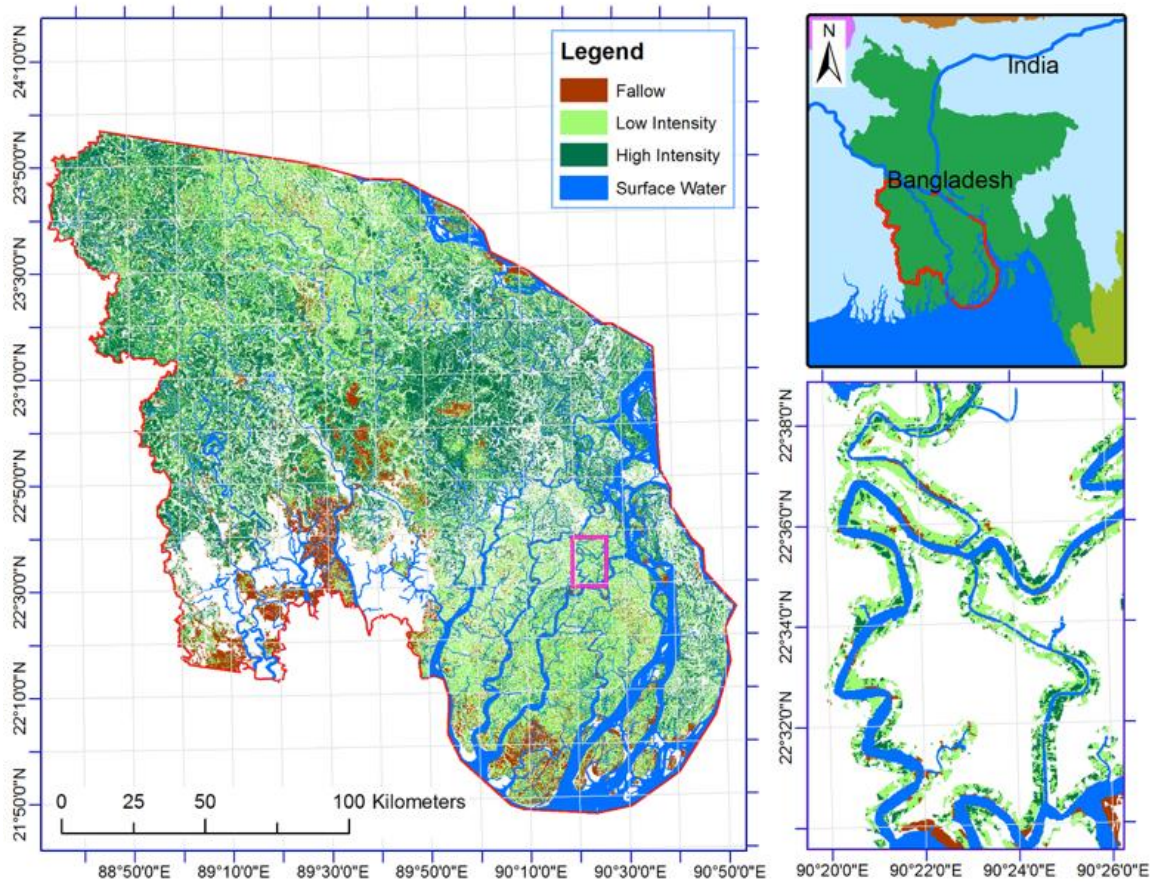 Legend
Fallow
Low Intensity
High Intensity
Surface Water
24°10'0"N
23°50'0"N
23°30'0"N
23°10'0"N
22°50'0"N
22°30'0"N
22°10'0"N
21°50'0"N
0 25 50 100 Kilometers
88°50'0"E 89°10'0"E 89°30'0"E 89°50'0"E 90°10'0"E 90°30'0"E 90°50'0"E
N
India
Bangladesh
22°38'0"N
22°36'0"N
22°34'0"N
22°32'0"N
90°20'0"E 90°22'0"E 90°24'0"E 90°26'0"E